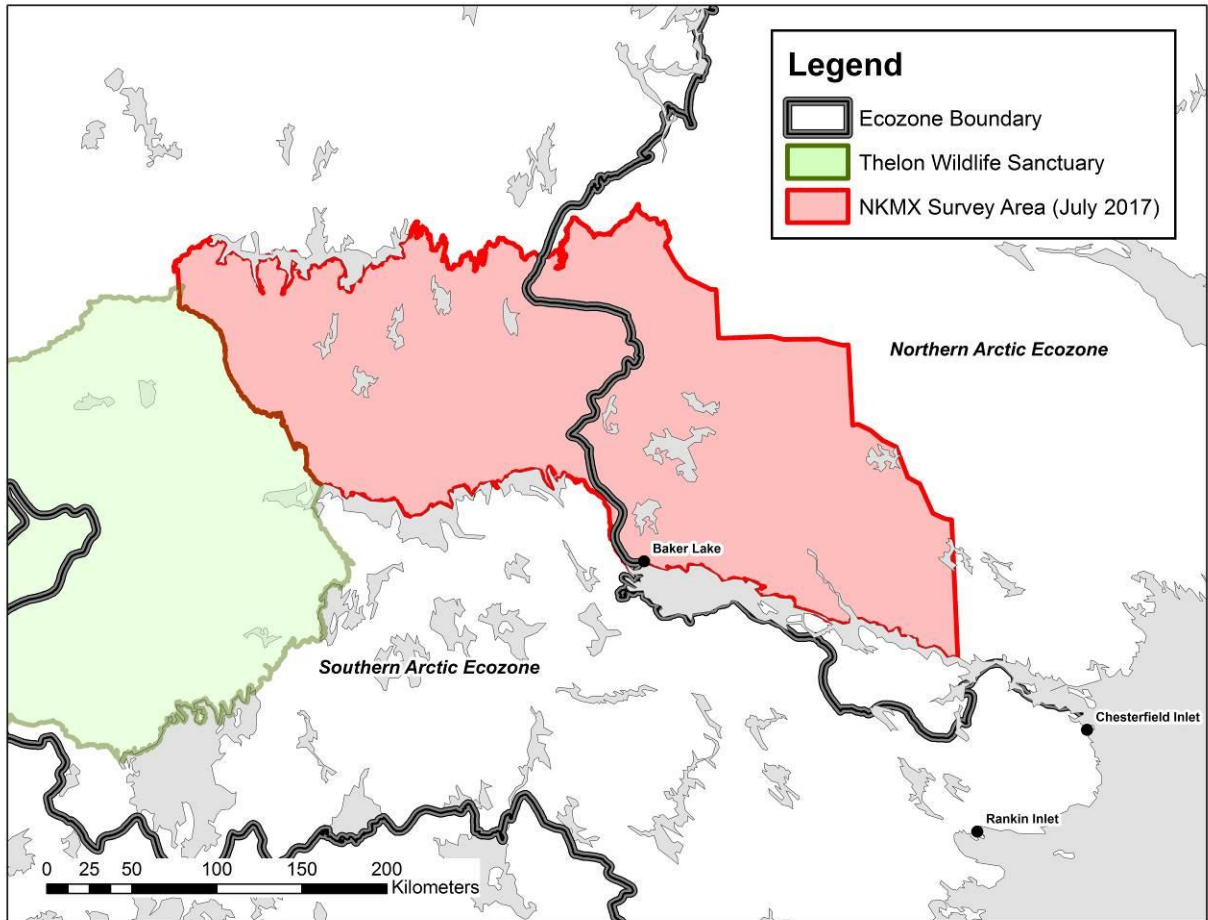 Legend
Ecozone Boundary
Thelon Wildlife Sanctuary
NKMX Survey Area (July 2017)
Northern Arctic Ecozone
Baker Lake
Southern Arctic Ecozone
Chesterfield Inlet
Rankin Inlet
0 25 50 100 150 200
Kilometers